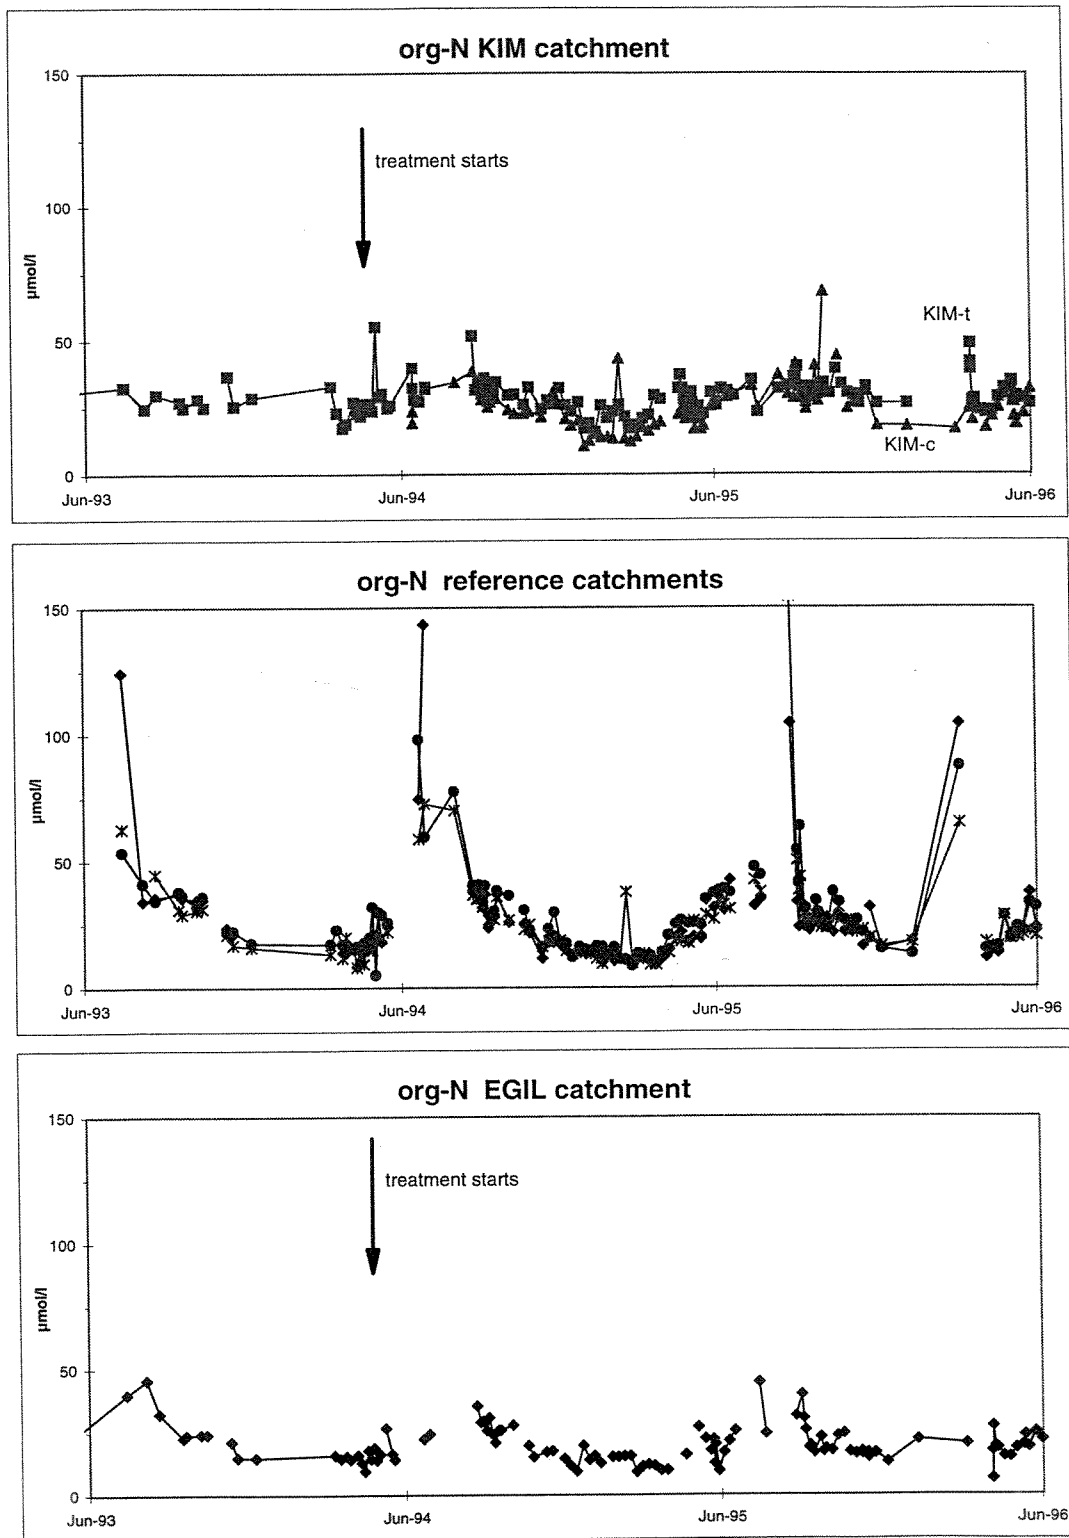 org-N KIM catchment
150
treatment starts
100
µmol/l
50
KIM-t
KIM-c
0
Jun-93
Jun-94
Jun-95
Jun-96
org-N reference catchments
150
100
µmol/l
50
0
Jun-93
Jun-94
Jun-95
Jun-96
org-N EGIL catchment
150
treatment starts
100
µmol/l
50
0
Jun-93
Jun-94
Jun-95
Jun-96